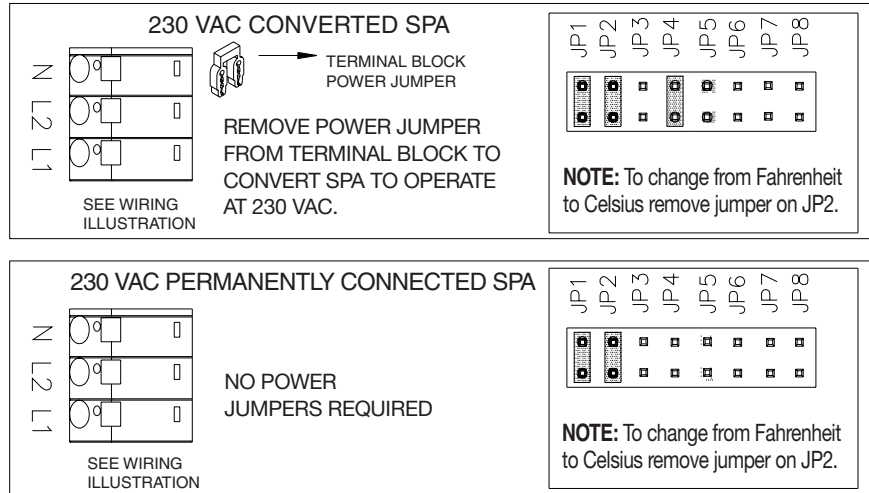 230 VAC CONVERTED SPA
N
L2
L1
SEE WIRING
ILLUSTRATION
TERMINAL BLOCK
POWER JUMPER
REMOVE POWER JUMPER
FROM TERMINAL BLOCK TO
CONVERT SPA TO OPERATE
AT 230 VAC.
JP1 JP2 JP3 JP4 JP5 JP6 JP7 JP8
NOTE: To change from Fahrenheit
to Celsius remove jumper on JP2.
230 VAC PERMANENTLY CONNECTED SPA
N
L2
L1
SEE WIRING
ILLUSTRATION
NO POWER
JUMPERS REQUIRED
JP1 JP2 JP3 JP4 JP5 JP6 JP7 JP8
NOTE: To change from Fahrenheit
to Celsius remove jumper on JP2.